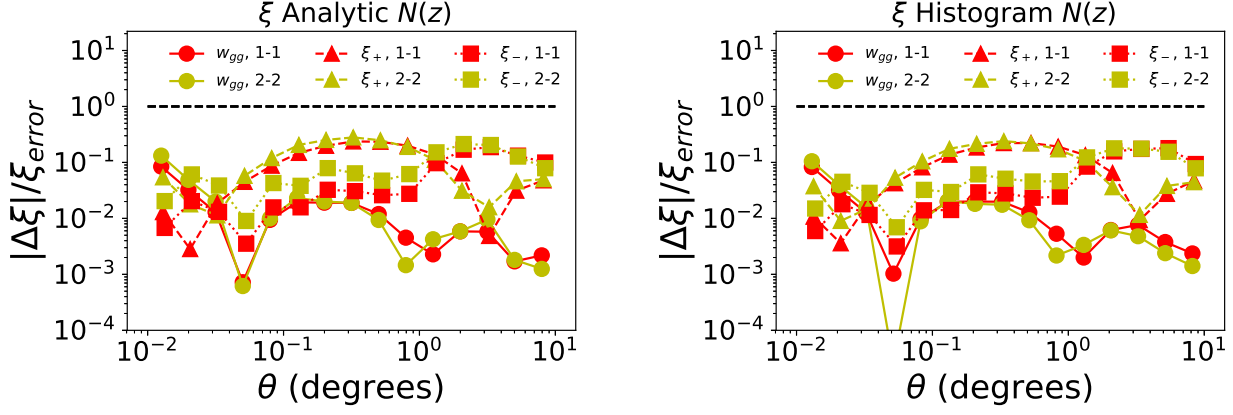 ξ Analytic N(z)
|Δξ|/ξ_error
10^1
10^0
10^-1
10^-2
10^-3
10^-4
w_gg, 1-1
w_gg, 2-2
ξ_+, 1-1
ξ_+, 2-2
ξ_-, 1-1
ξ_-, 2-2
10^-2 10^-1 10^0 10^1
θ (degrees)
ξ Histogram N(z)
|Δξ|/ξ_error
10^1
10^0
10^-1
10^-2
10^-3
10^-4
w_gg, 1-1
w_gg, 2-2
ξ_+, 1-1
ξ_+, 2-2
ξ_-, 1-1
ξ_-, 2-2
10^-2 10^-1 10^0 10^1
θ (degrees)